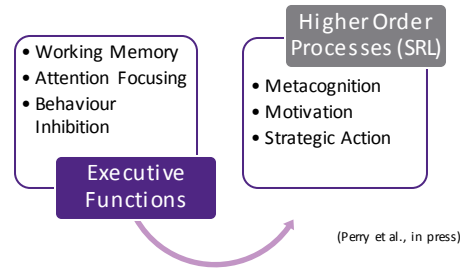 • Working Memory
• Attention Focusing
• Behaviour
Inhibition
Executive
Functions
Higher Order
Processes (SRL)
• Metacognition
• Motivation
• Strategic Action
(Perry et al., in press)